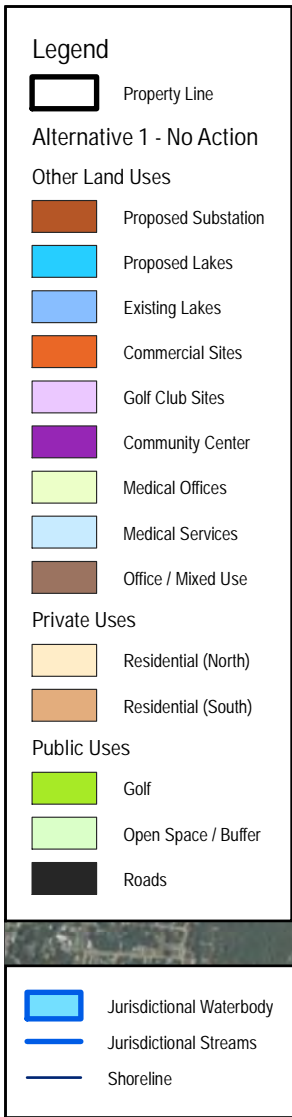 Legend
Property Line
Alternative 1 - No Action
Other Land Uses
Proposed Substation
Proposed Lakes
Existing Lakes
Commercial Sites
Golf Club Sites
Community Center
Medical Offices
Medical Services
Office / Mixed Use
Private Uses
Residential (North)
Residential (South)
Public Uses
Golf
Open Space / Buffer
Roads
Jurisdictional Waterbody
Jurisdictional Streams
Shoreline